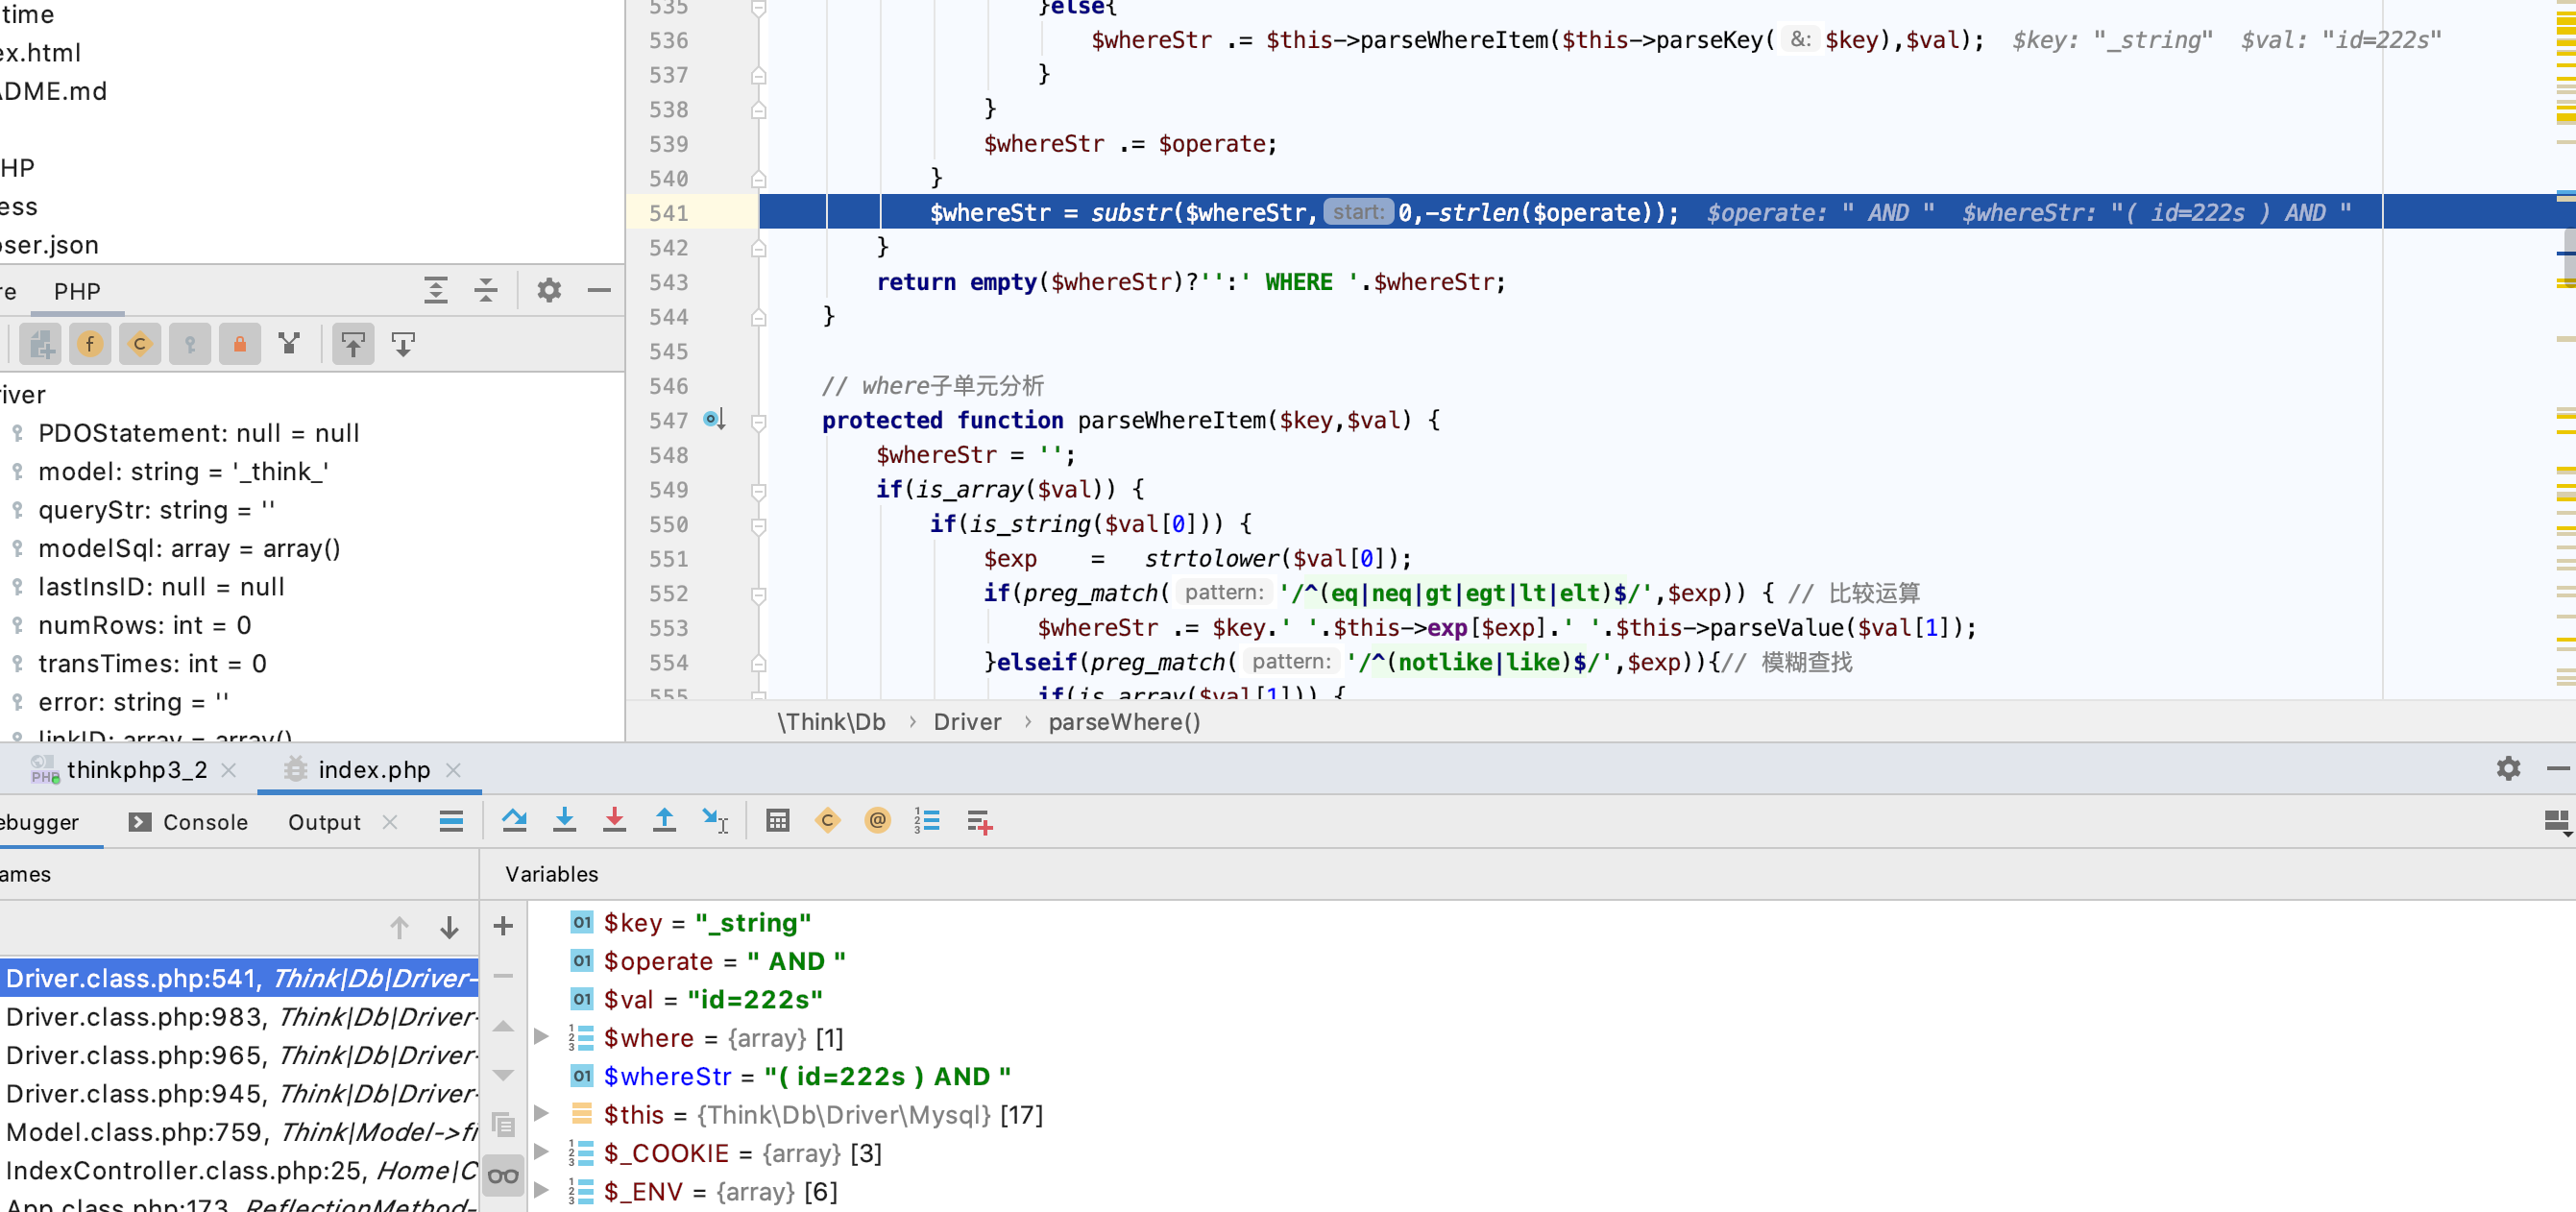 time
ex.html
ADME.md
HP
ess
oser.json
re PHP
f C
river
PDOStatement: null = null
model: string = '_think_'
queryStr: string = ''
modelSql: array = array()
lastInsID: null = null
numRows: int = 0
transTimes: int = 0
error: string = ''
linkID: array = array()
535 }else{
536 $whereStr .= $this->parseWhereItem($this->parseKey( &: $key),$val); $key: "_string" $val: "id=222s"
537 }
538 }
539 $whereStr .= $operate;
540 }
541 $whereStr = substr($whereStr, start: 0,-strlen($operate)); $operate: " AND " $whereStr: "( id=222s ) AND "
542 }
543 return empty($whereStr)?'':' WHERE '.$whereStr;
544 }
545
546 // where子单元分析
547 protected function parseWhereItem($key,$val) {
548 $whereStr = '';
549 if(is_array($val)) {
550 if(is_string($val[0])) {
551 $exp = strtolower($val[0]);
552 if(preg_match( pattern: '/^(eq|neq|gt|egt|lt|elt)$/',$exp)) { // 比较运算
553 $whereStr .= $key.' '.$this->exp[$exp].' '.$this->parseValue($val[1]);
554 }elseif(preg_match( pattern: '/^(notlike|like)$/',$exp)){// 模糊查找
555 if(is_array($val[1])) {
\Think\Db › Driver › parseWhere()
thinkphp3_2 index.php
ebugger Console Output
ames
Variables
Driver.class.php:541, Think|Db|Driver-
Driver.class.php:983, Think|Db|Driver-
Driver.class.php:965, Think|Db|Driver-
Driver.class.php:945, Think|Db|Driver-
Model.class.php:759, Think|Model->fi
IndexController.class.php:25, Home|C
App.class.php:173, ReflectionMethod-
$key = "_string"
$operate = " AND "
$val = "id=222s"
$where = {array} [1]
$whereStr = "( id=222s ) AND "
$this = {Think\Db\Driver\Mysql} [17]
$_COOKIE = {array} [3]
$_ENV = {array} [6]